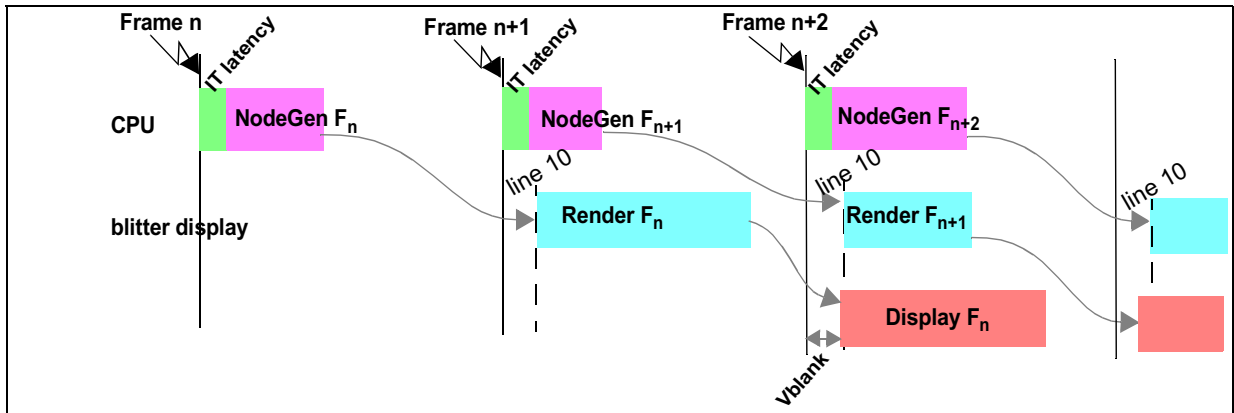 Frame n
Frame n+1
Frame n+2
IT latency
IT latency
IT latency
CPU
NodeGen Fn
NodeGen Fn+1
NodeGen Fn+2
line 10
line 10
line 10
blitter display
Render Fn
Render Fn+1
Display Fn
Vblank